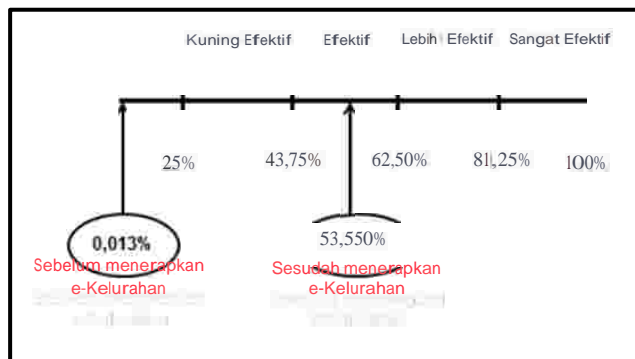 Kuning Efektif Efektif Lebih Efektif Sangat Efektif
25% 43,75% 62,50% 81,25% 100%
0,013% 53,550%
Sebelum menerapkan
e-Kelurahan
Sesudah menerapkan
e-Kelurahan